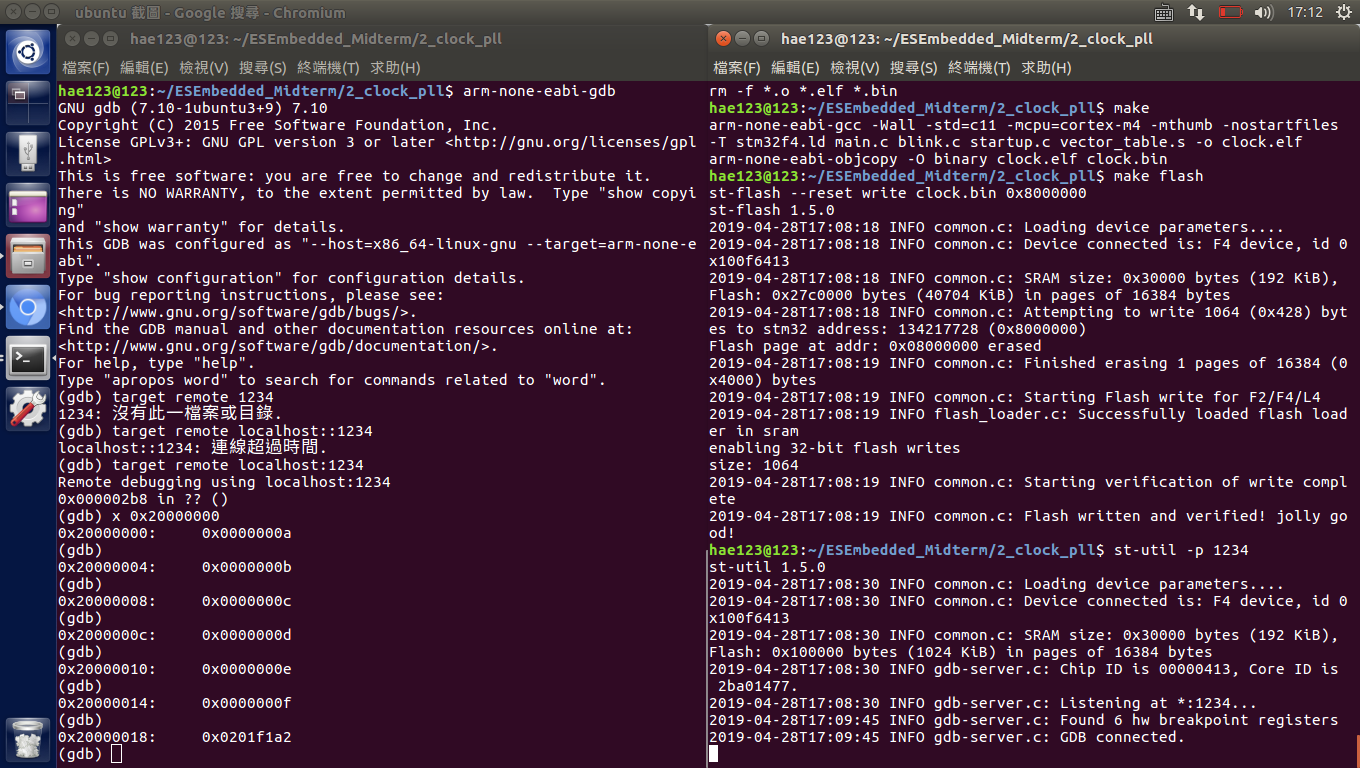 ubuntu 截圖 - Google 搜尋 - Chromium
17:12
hae123@123: ~/ESEmbedded_Midterm/2_clock_pll
檔案(F) 編輯(E) 檢視(V) 搜尋(S) 終端機(T) 求助(H)
hae123@123:~/ESEmbedded_Midterm/2_clock_pll$ arm-none-eabi-gdb
GNU gdb (7.10-1ubuntu3+9) 7.10
Copyright (C) 2015 Free Software Foundation, Inc.
License GPLv3+: GNU GPL version 3 or later <http://gnu.org/licenses/gpl
.html>
This is free software: you are free to change and redistribute it.
There is NO WARRANTY, to the extent permitted by law.  Type "show copyi
ng"
and "show warranty" for details.
This GDB was configured as "--host=x86_64-linux-gnu --target=arm-none-e
abi".
Type "show configuration" for configuration details.
For bug reporting instructions, please see:
<http://www.gnu.org/software/gdb/bugs/>.
Find the GDB manual and other documentation resources online at:
<http://www.gnu.org/software/gdb/documentation/>.
For help, type "help".
Type "apropos word" to search for commands related to "word".
(gdb) target remote 1234
1234: 沒有此一檔案或目錄.
(gdb) target remote localhost::1234
localhost::1234: 連線超過時間.
(gdb) target remote localhost:1234
Remote debugging using localhost:1234
0x000002b8 in ?? ()
(gdb) x 0x20000000
0x20000000:     0x0000000a
(gdb)
0x20000004:     0x0000000b
(gdb)
0x20000008:     0x0000000c
(gdb)
0x2000000c:     0x0000000d
(gdb)
0x20000010:     0x0000000e
(gdb)
0x20000014:     0x0000000f
(gdb)
0x20000018:     0x0201f1a2
(gdb)
hae123@123: ~/ESEmbedded_Midterm/2_clock_pll
檔案(F) 編輯(E) 檢視(V) 搜尋(S) 終端機(T) 求助(H)
rm -f *.o *.elf *.bin
hae123@123:~/ESEmbedded_Midterm/2_clock_pll$ make
arm-none-eabi-gcc -Wall -std=c11 -mcpu=cortex-m4 -mthumb -nostartfiles
-T stm32f4.ld main.c blink.c startup.c vector_table.s -o clock.elf
arm-none-eabi-objcopy -O binary clock.elf clock.bin
hae123@123:~/ESEmbedded_Midterm/2_clock_pll$ make flash
st-flash --reset write clock.bin 0x8000000
st-flash 1.5.0
2019-04-28T17:08:18 INFO common.c: Loading device parameters....
2019-04-28T17:08:18 INFO common.c: Device connected is: F4 device, id 0
x100f6413
2019-04-28T17:08:18 INFO common.c: SRAM size: 0x30000 bytes (192 KiB),
Flash: 0x27c0000 bytes (40704 KiB) in pages of 16384 bytes
2019-04-28T17:08:18 INFO common.c: Attempting to write 1064 (0x428) byt
es to stm32 address: 134217728 (0x8000000)
Flash page at addr: 0x08000000 erased
2019-04-28T17:08:19 INFO common.c: Finished erasing 1 pages of 16384 (0
x4000) bytes
2019-04-28T17:08:19 INFO common.c: Starting Flash write for F2/F4/L4
2019-04-28T17:08:19 INFO flash_loader.c: Successfully loaded flash load
er in sram
enabling 32-bit flash writes
size: 1064
2019-04-28T17:08:19 INFO common.c: Starting verification of write compl
ete
2019-04-28T17:08:19 INFO common.c: Flash written and verified! jolly go
od!
hae123@123:~/ESEmbedded_Midterm/2_clock_pll$ st-util -p 1234
st-util 1.5.0
2019-04-28T17:08:30 INFO common.c: Loading device parameters....
2019-04-28T17:08:30 INFO common.c: Device connected is: F4 device, id 0
x100f6413
2019-04-28T17:08:30 INFO common.c: SRAM size: 0x30000 bytes (192 KiB),
Flash: 0x100000 bytes (1024 KiB) in pages of 16384 bytes
2019-04-28T17:08:30 INFO gdb-server.c: Chip ID is 00000413, Core ID is
 2ba01477.
2019-04-28T17:08:30 INFO gdb-server.c: Listening at *:1234...
2019-04-28T17:09:45 INFO gdb-server.c: Found 6 hw breakpoint registers
2019-04-28T17:09:45 INFO gdb-server.c: GDB connected.